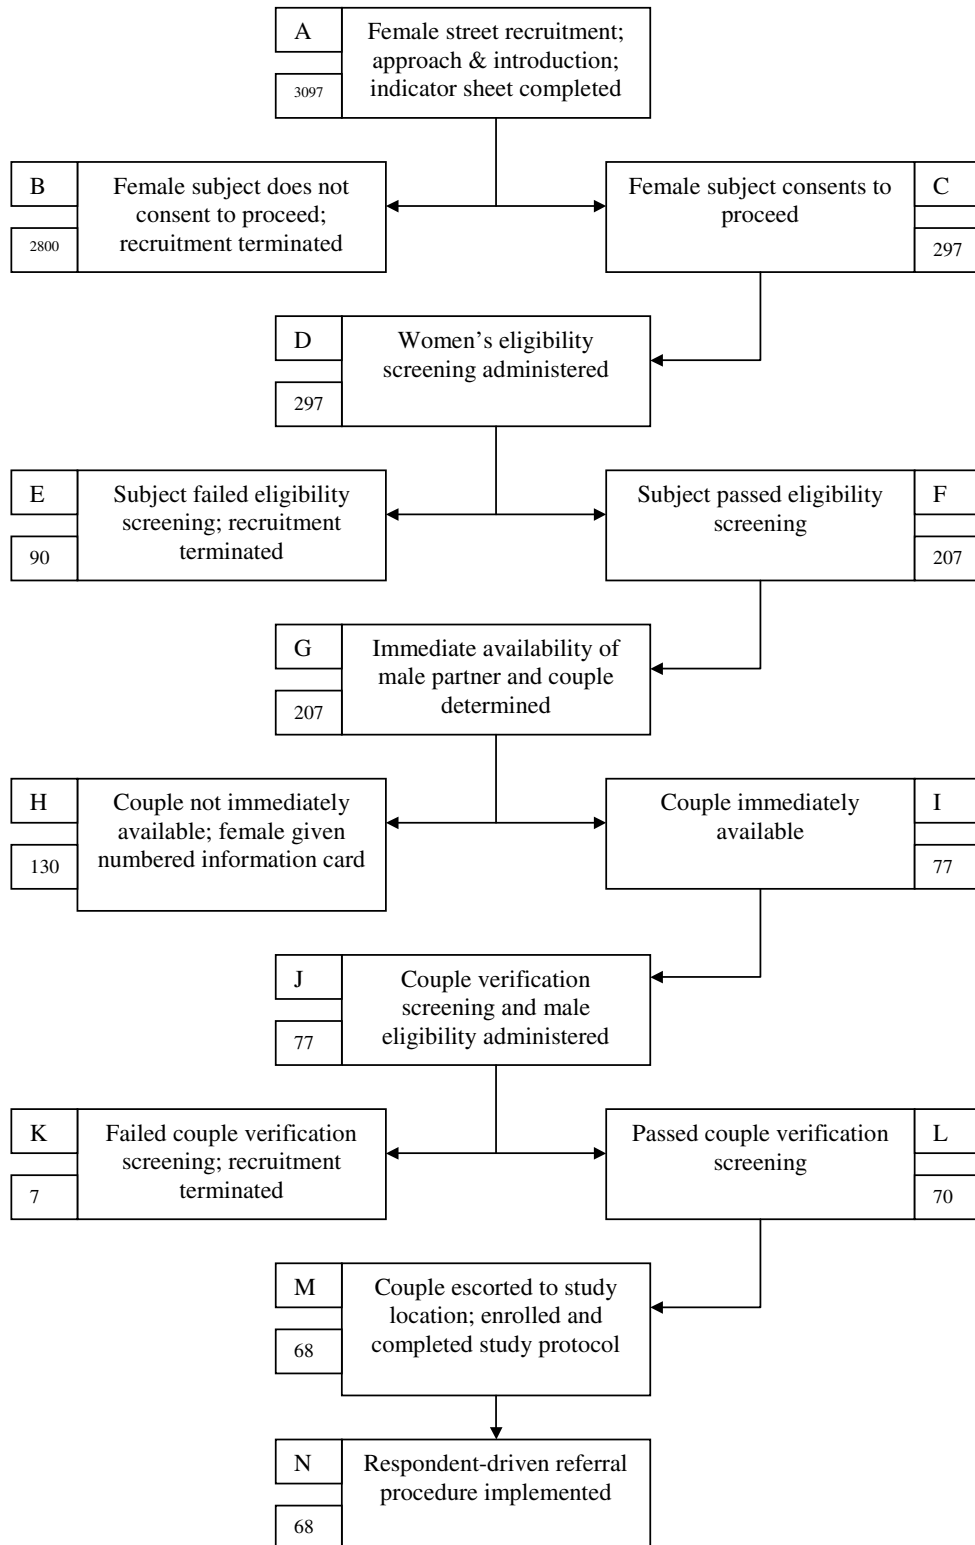 A
Female street recruitment;
approach & introduction;
indicator sheet completed
3097
B
Female subject does not
consent to proceed;
recruitment terminated
2800
Female subject consents to
proceed
C
297
D
Women’s eligibility
screening administered
297
E
Subject failed eligibility
screening; recruitment
terminated
90
Subject passed eligibility
screening
F
207
G
Immediate availability of
male partner and couple
determined
207
H
Couple not immediately
available; female given
numbered information card
130
Couple immediately
available
I
77
J
Couple verification
screening and male
eligibility administered
77
K
Failed couple verification
screening; recruitment
terminated
7
Passed couple verification
screening
L
70
M
Couple escorted to study
location; enrolled and
completed study protocol
68
N
Respondent-driven referral
procedure implemented
68